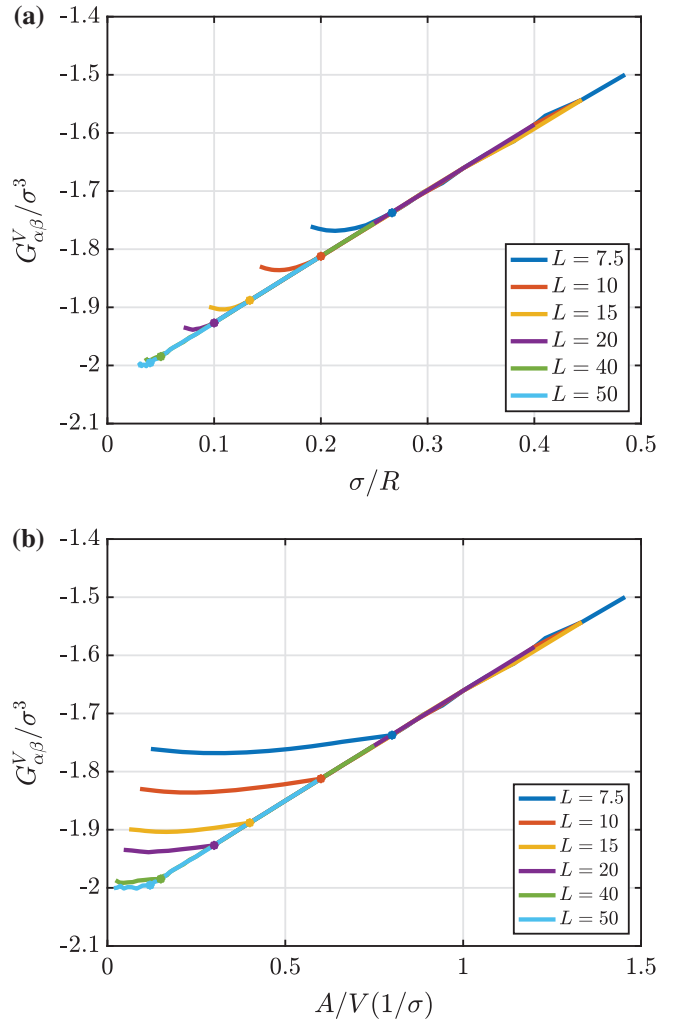 (a)
-1.4
-1.5
-1.6
-1.7
-1.8
-1.9
-2
-2.1
G^V_{αβ}/σ^3
0 0.1 0.2 0.3 0.4 0.5
σ/R
L = 7.5
L = 10
L = 15
L = 20
L = 40
L = 50
(b)
-1.4
-1.5
-1.6
-1.7
-1.8
-1.9
-2
-2.1
G^V_{αβ}/σ^3
0 0.5 1 1.5
A/V(1/σ)
L = 7.5
L = 10
L = 15
L = 20
L = 40
L = 50